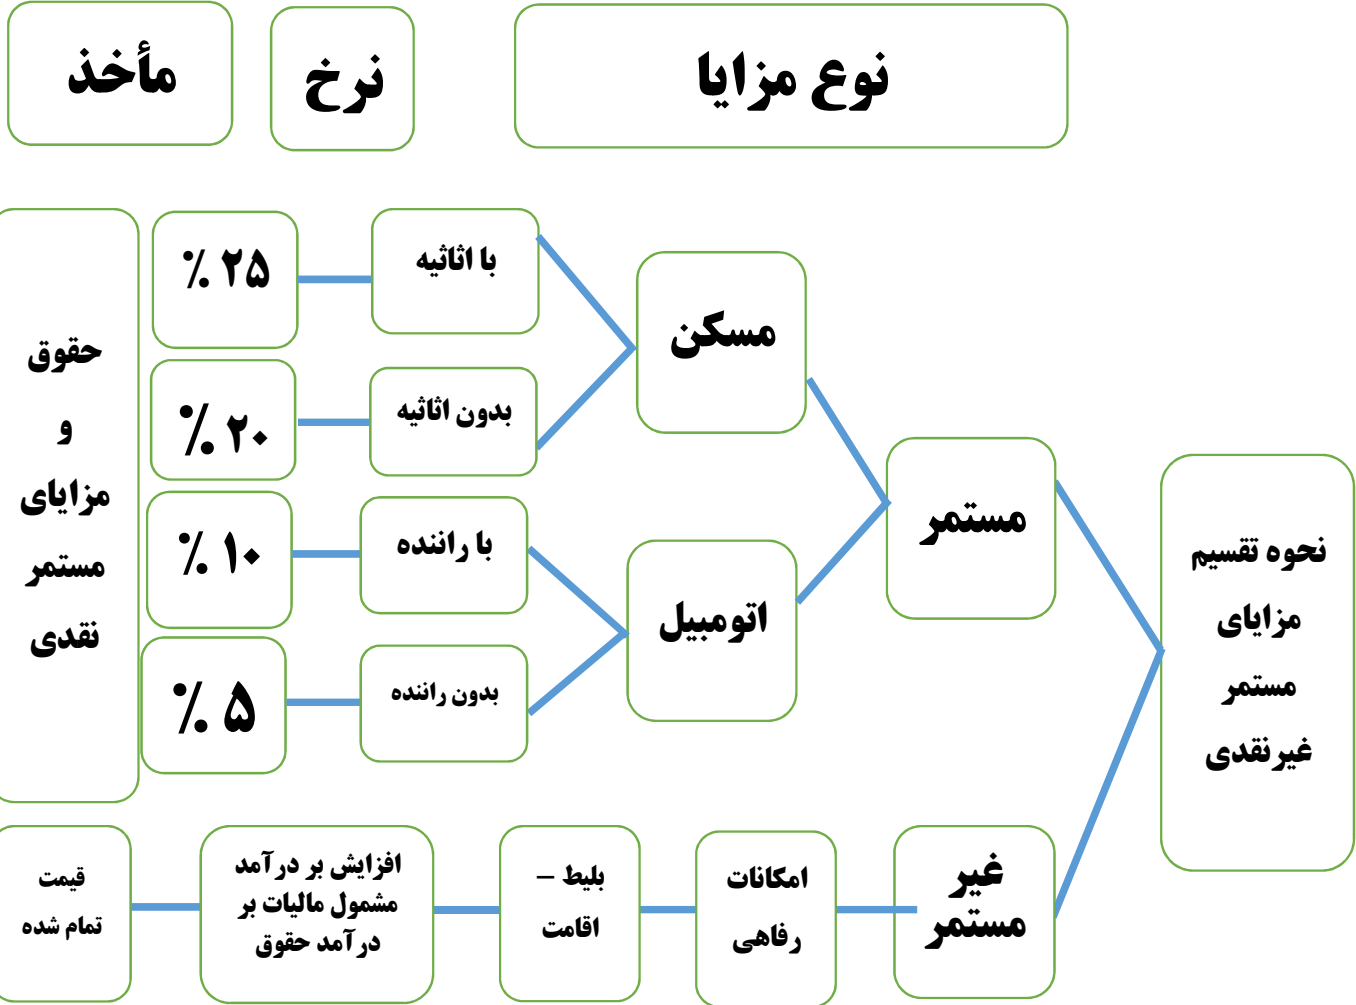 نوع مزایا
نرخ
مأخذ
نحوه تقسیم
مزایای
مستمر
غیرنقدی
مستمر
مسکن
با اثاثیه
۲۵ %
بدون اثاثیه
۲۰ %
اتومبیل
با راننده
۱۰ %
بدون راننده
۵ %
حقوق
و
مزایای
مستمر
نقدی
غیر
مستمر
امکانات
رفاهی
بلیط –
اقامت
افزایش بر درآمد
مشمول مالیات بر
درآمد حقوق
قیمت
تمام شده